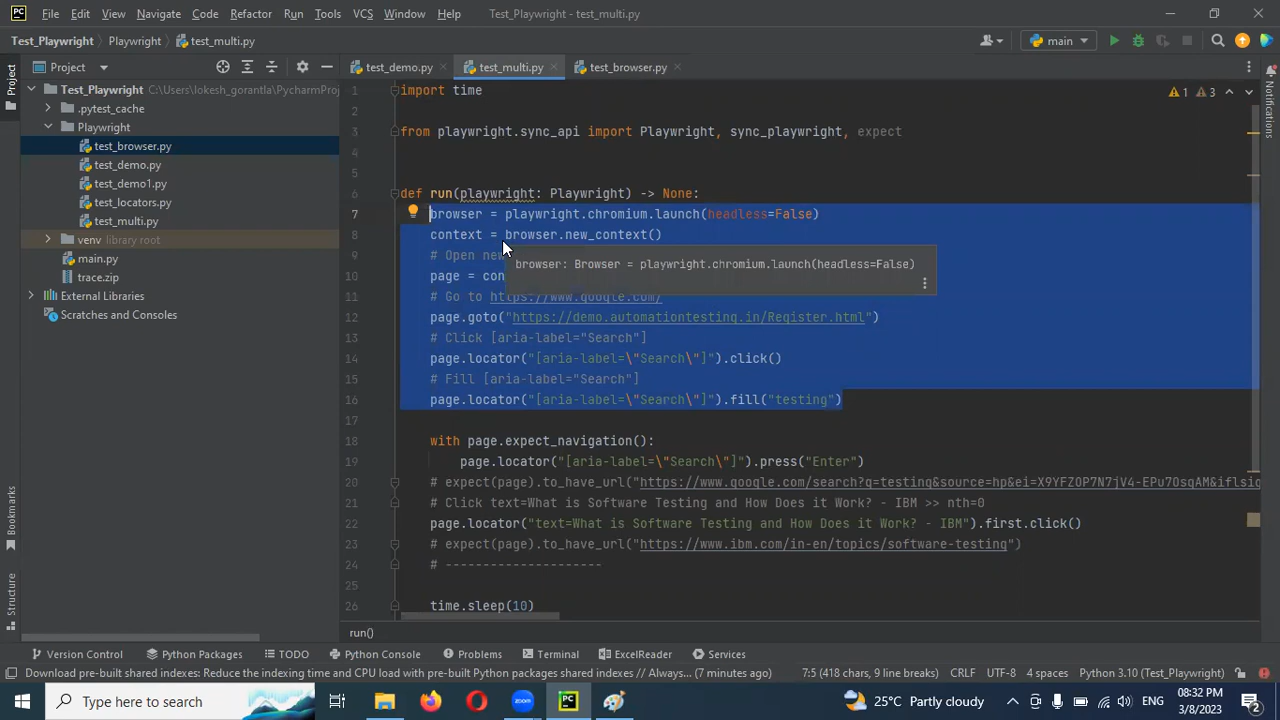 PC File Edit View Navigate Code Refactor Run Tools VCS Window Help Test_Playwright - test_multi.py
Test_Playwright Playwright test_multi.py main
Project test_demo.py test_multi.py test_browser.py
Test_Playwright C:\Users\lokesh_gorantla\PycharmProj
.pytest_cache
Playwright
test_browser.py
test_demo.py
test_demo1.py
test_locators.py
test_multi.py
venv library root
main.py
trace.zip
External Libraries
Scratches and Consoles
Project
Bookmarks
Structure
Notifications
1 3
1 import time
2
3 from playwright.sync_api import Playwright, sync_playwright, expect
4
5
6 def run(playwright: Playwright) -> None:
7 browser = playwright.chromium.launch(headless=False)
8 context = browser.new_context()
9 # Open new
browser: Browser = playwright.chromium.launch(headless=False)
10 page = con
11 # Go to https://www.google.com/
12 page.goto("https://demo.automationtesting.in/Register.html")
13 # Click [aria-label="Search"]
14 page.locator("[aria-label=\"Search\"]").click()
15 # Fill [aria-label="Search"]
16 page.locator("[aria-label=\"Search\"]").fill("testing")
17
18 with page.expect_navigation():
19 page.locator("[aria-label=\"Search\"]").press("Enter")
20 # expect(page).to_have_url("https://www.google.com/search?q=testing&source=hp&ei=X9YFZOP7N7jV4-EPu7OsqAM&iflsig
21 # Click text=What is Software Testing and How Does it Work? - IBM >> nth=0
22 page.locator("text=What is Software Testing and How Does it Work? - IBM").first.click()
23 # expect(page).to_have_url("https://www.ibm.com/in-en/topics/software-testing")
24 # ---------------------
25
26 time.sleep(10)
run()
Version Control Python Packages TODO Python Console Problems Terminal ExcelReader Services
Download pre-built shared indexes: Reduce the indexing time and CPU load with pre-built Python packages shared indexes // Always... (7 minutes ago) 7:5 (418 chars, 9 line breaks) CRLF UTF-8 4 spaces Python 3.10 (Test_Playwright)
Type here to search zoom PC 25°C Partly cloudy ENG 08:32 PM
3/8/2023 2